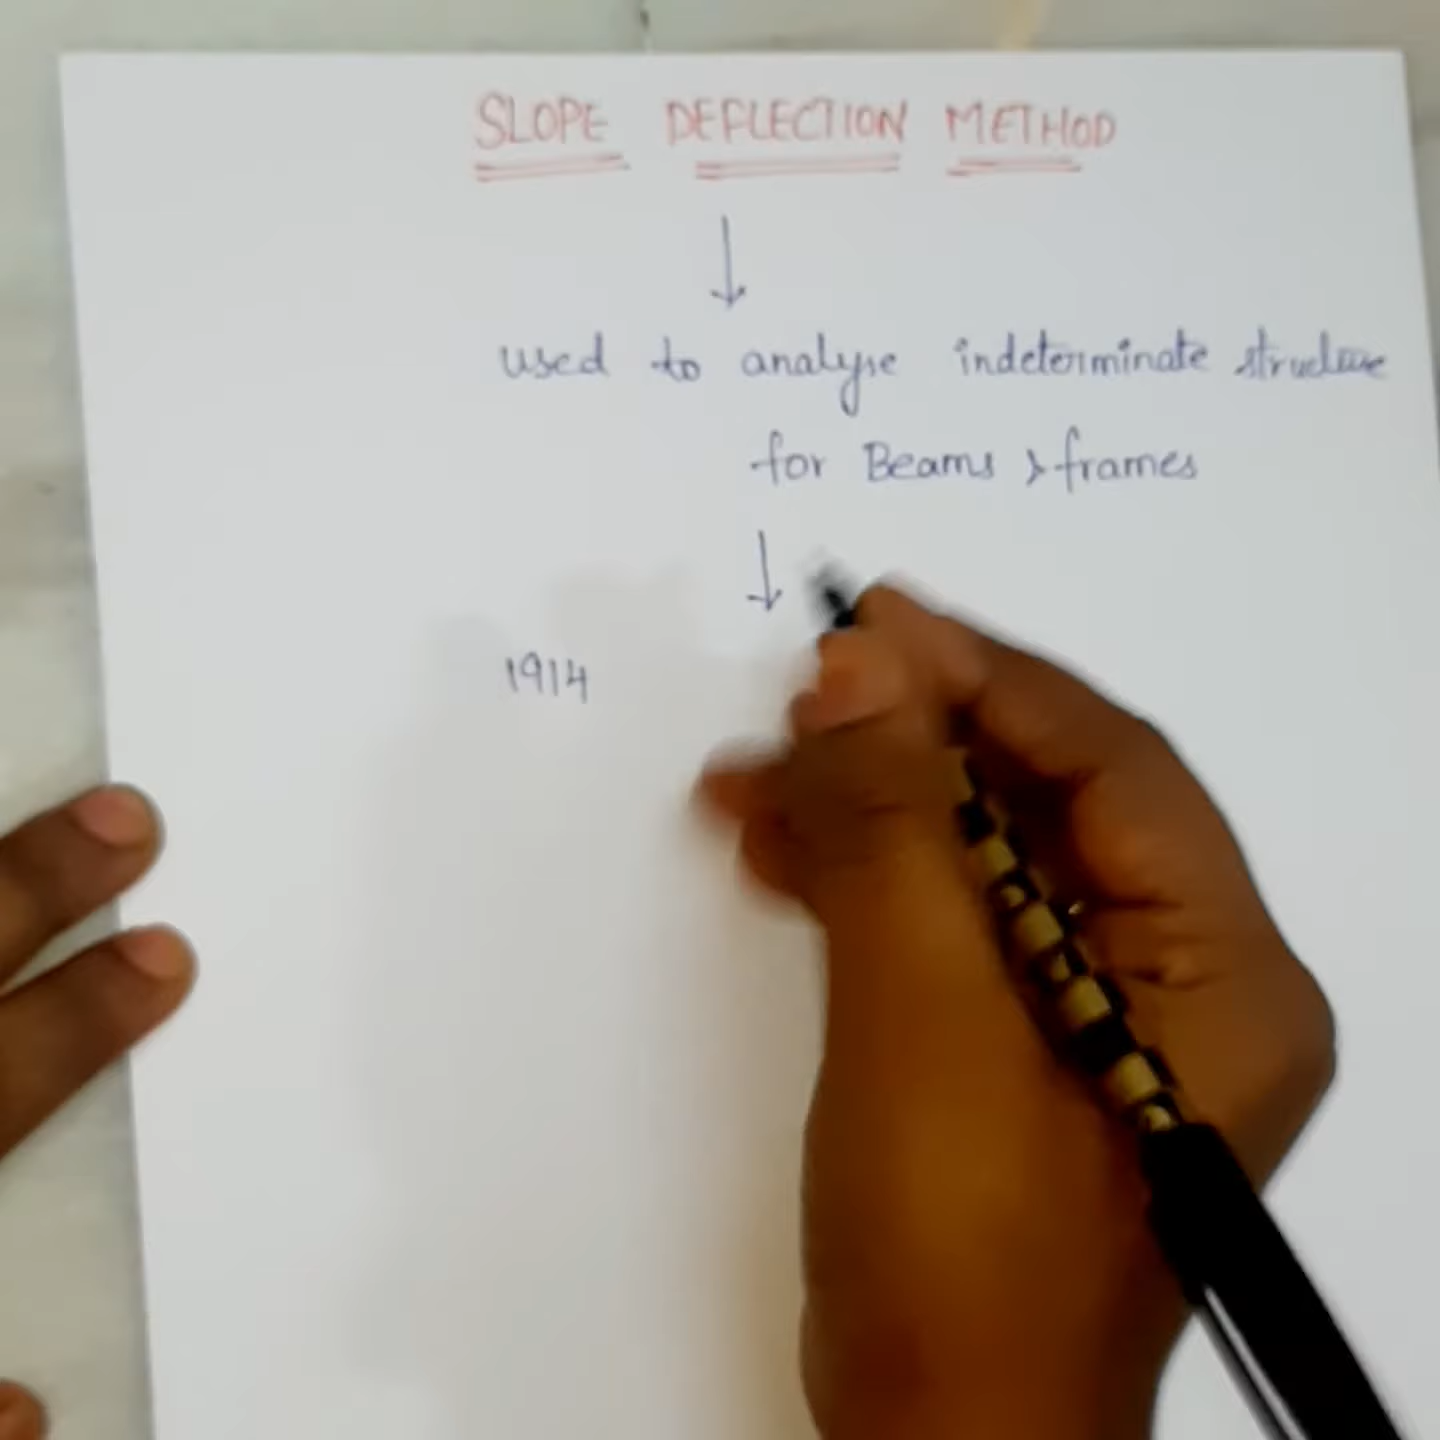 SLOPE DEFLECTION METHOD
used to analyse indeterminate structure
for Beams & frames
1914